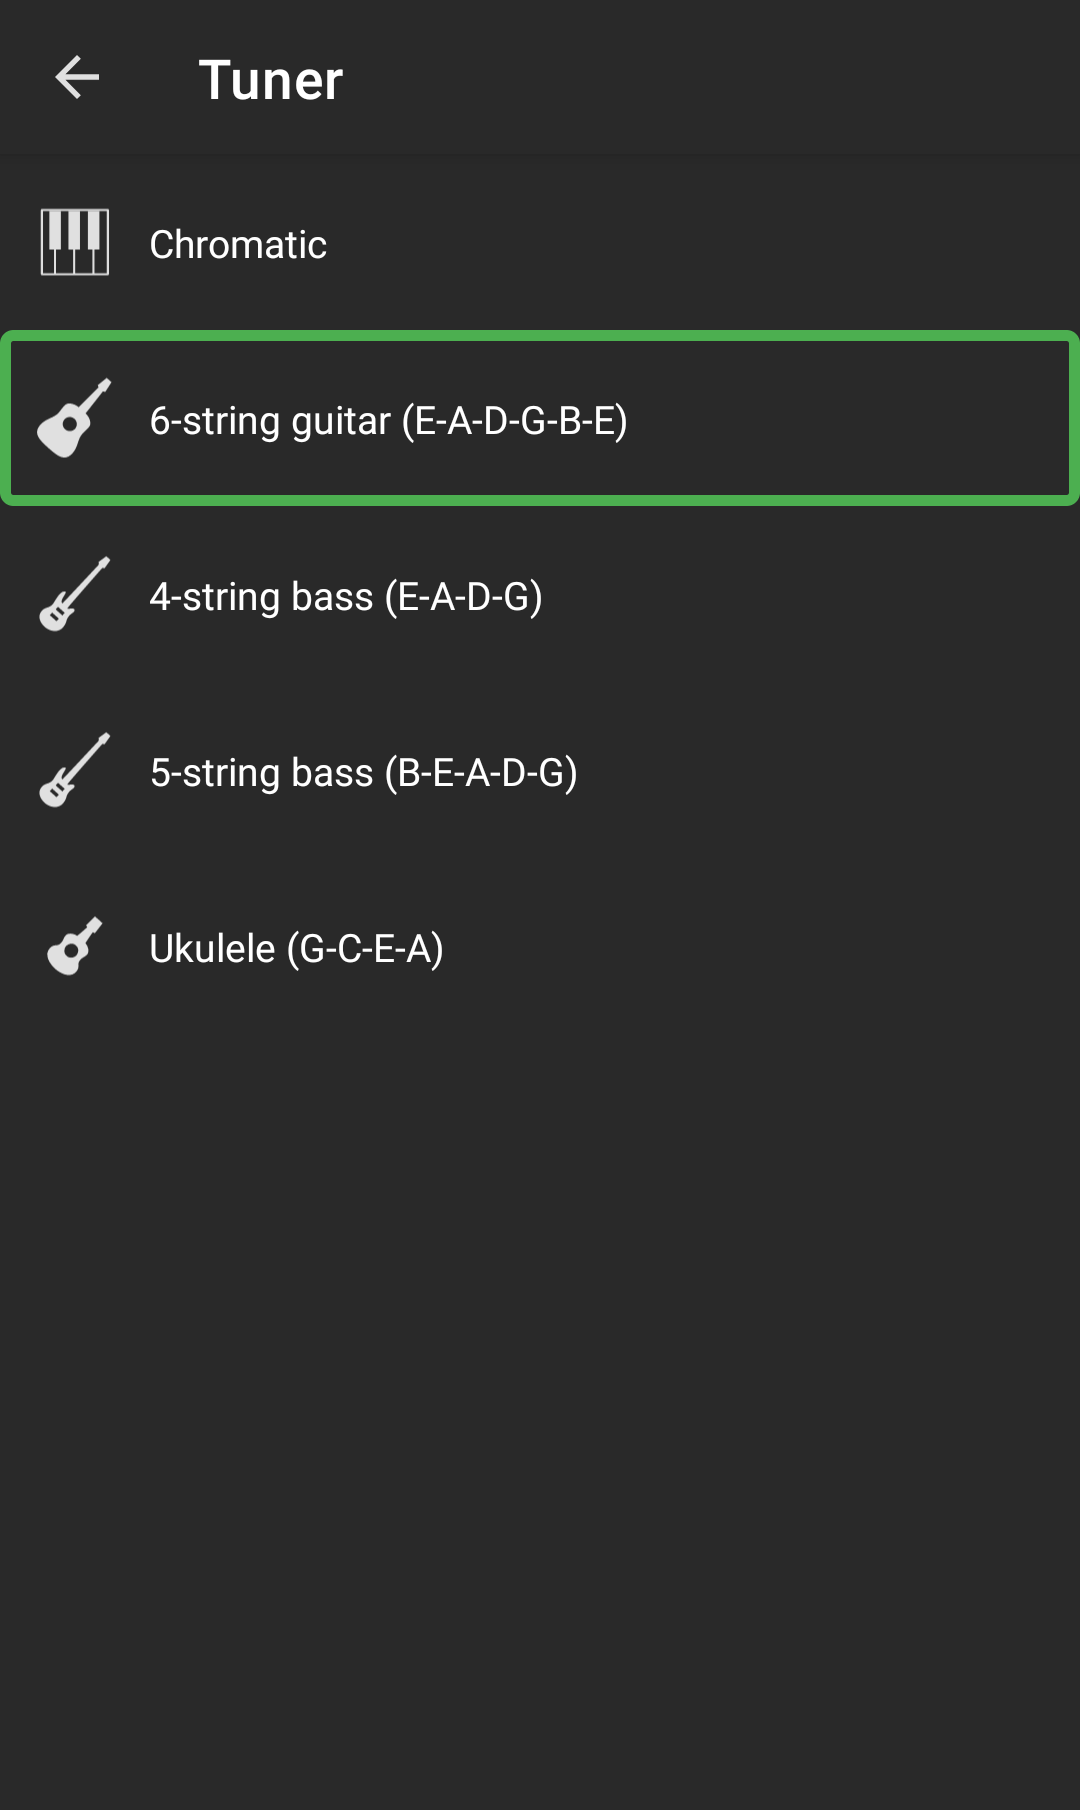 Tuner
Chromatic
6-string guitar (E-A-D-G-B-E)
4-string bass (E-A-D-G)
5-string bass (B-E-A-D-G)
Ukulele (G-C-E-A)